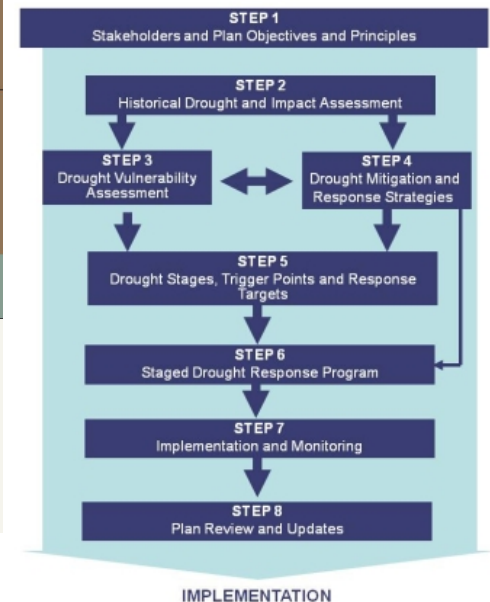 STEP 1
Stakeholders and Plan Objectives and Principles
STEP 2
Historical Drought and Impact Assessment
STEP 3
Drought Vulnerability
Assessment
STEP 4
Drought Mitigation and
Response Strategies
STEP 5
Drought Stages, Trigger Points and Response
Targets
STEP 6
Staged Drought Response Program
STEP 7
Implementation and Monitoring
STEP 8
Plan Review and Updates
IMPLEMENTATION